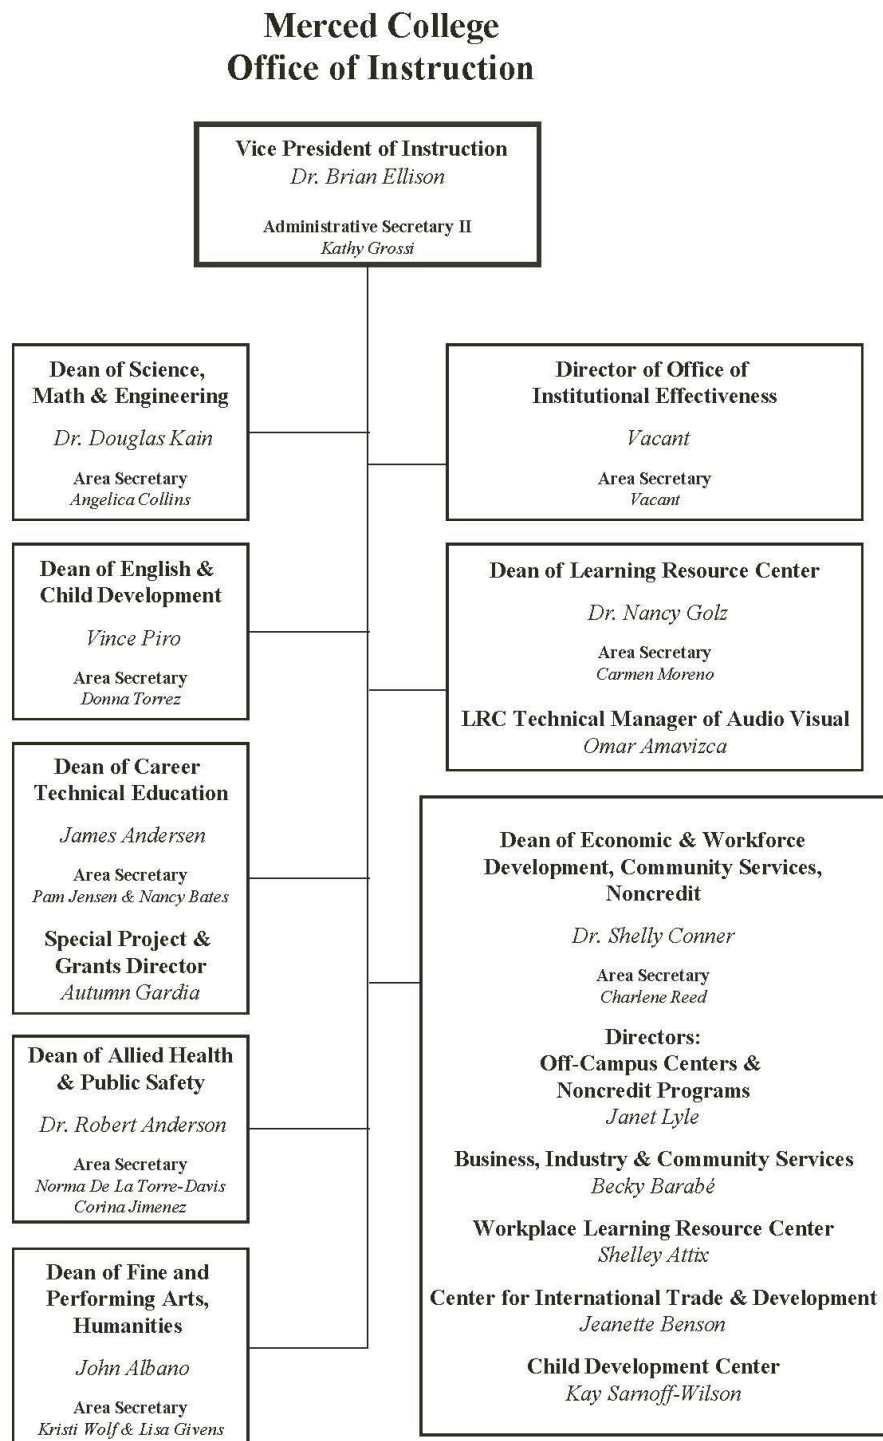 Merced College
Office of Instruction
Vice President of Instruction
Dr. Brian Ellison
Administrative Secretary II
Kathy Grossi
Dean of Science,
Math & Engineering
Dr. Douglas Kain
Area Secretary
Angelica Collins
Dean of English &
Child Development
Vince Piro
Area Secretary
Donna Torrez
Dean of Career
Technical Education
James Andersen
Area Secretary
Pam Jensen & Nancy Bates
Special Project &
Grants Director
Autumn Gardia
Dean of Allied Health
& Public Safety
Dr. Robert Anderson
Area Secretary
Norma De La Torre-Davis
Corina Jimenez
Dean of Fine and
Performing Arts,
Humanities
John Albano
Area Secretary
Kristi Wolf & Lisa Givens
Director of Office of
Institutional Effectiveness
Vacant
Area Secretary
Vacant
Dean of Learning Resource Center
Dr. Nancy Golz
Area Secretary
Carmen Moreno
LRC Technical Manager of Audio Visual
Omar Amavizca
Dean of Economic & Workforce
Development, Community Services,
Noncredit
Dr. Shelly Conner
Area Secretary
Charlene Reed
Directors:
Off-Campus Centers &
Noncredit Programs
Janet Lyle
Business, Industry & Community Services
Becky Barabé
Workplace Learning Resource Center
Shelley Attix
Center for International Trade & Development
Jeanette Benson
Child Development Center
Kay Sarnoff-Wilson